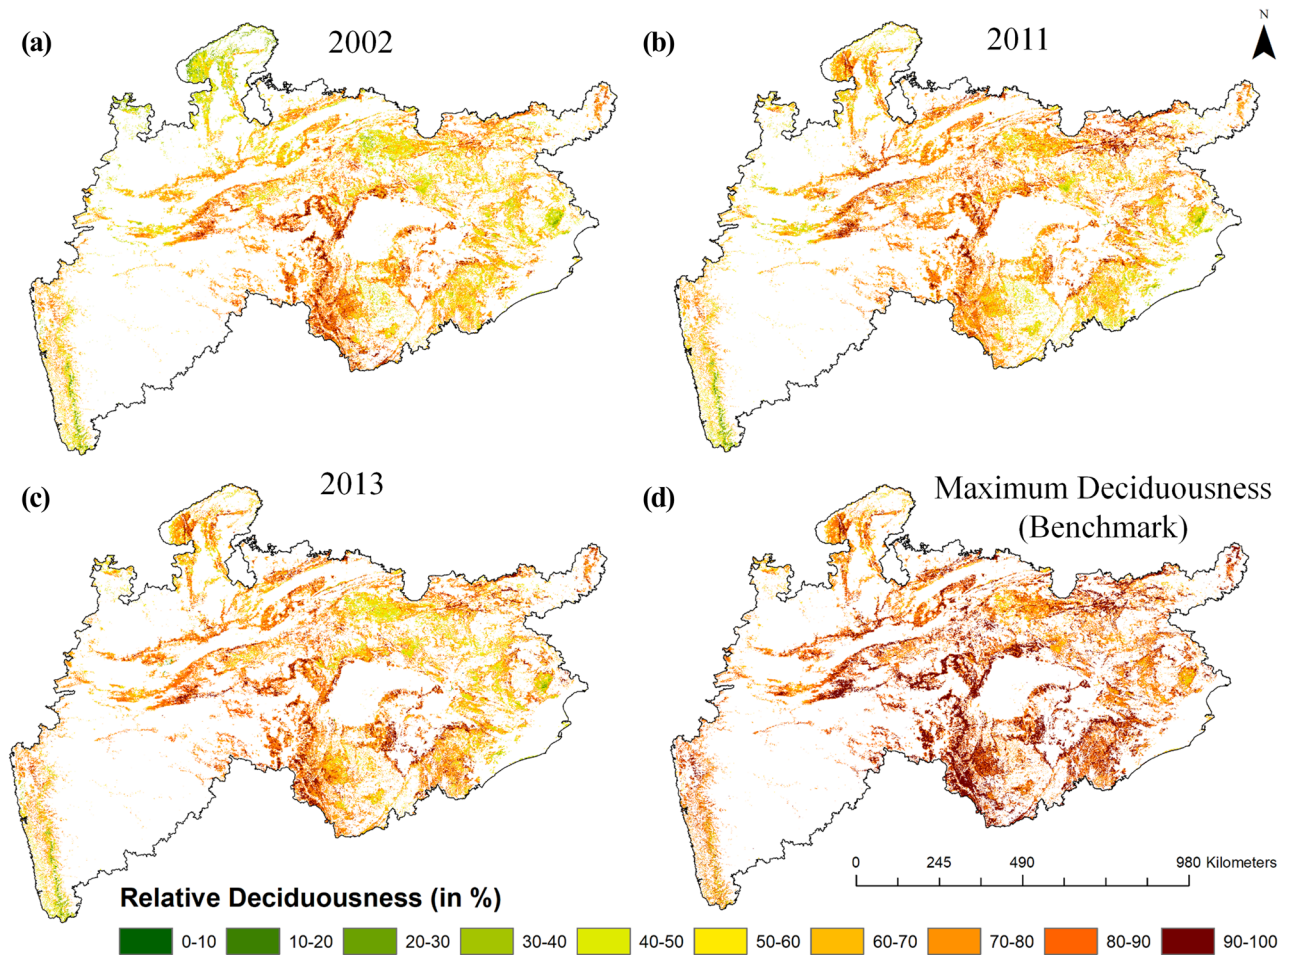 (a)
2002
(b)
2011
N
(c)
2013
(d)
Maximum Deciduousness
(Benchmark)
0 245 490 980 Kilometers
Relative Deciduousness (in %)
0-10 10-20 20-30 30-40 40-50 50-60 60-70 70-80 80-90 90-100